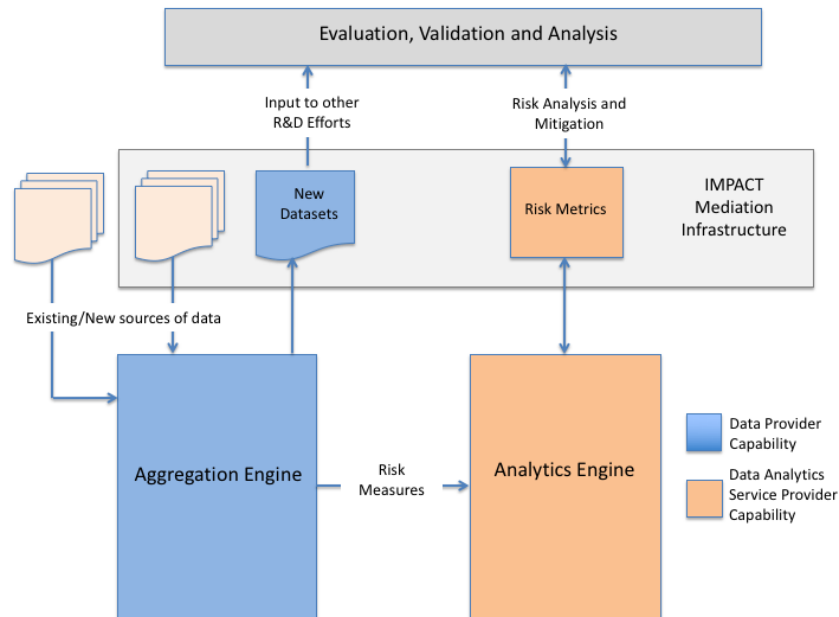 Evaluation, Validation and Analysis
Input to other
R&D Efforts
Risk Analysis and
Mitigation
New
Datasets
Risk Metrics
IMPACT
Mediation
Infrastructure
Existing/New sources of data
Aggregation Engine
Risk
Measures
Analytics Engine
Data Provider
Capability
Data Analytics
Service Provider
Capability